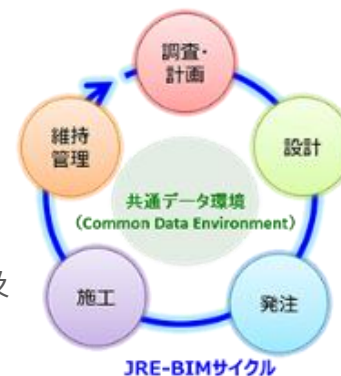 調査・
計画
維持
管理
設計
共通データ環境
(Common Data Environment)
及
施工
発注
JRE-BIMサイクル